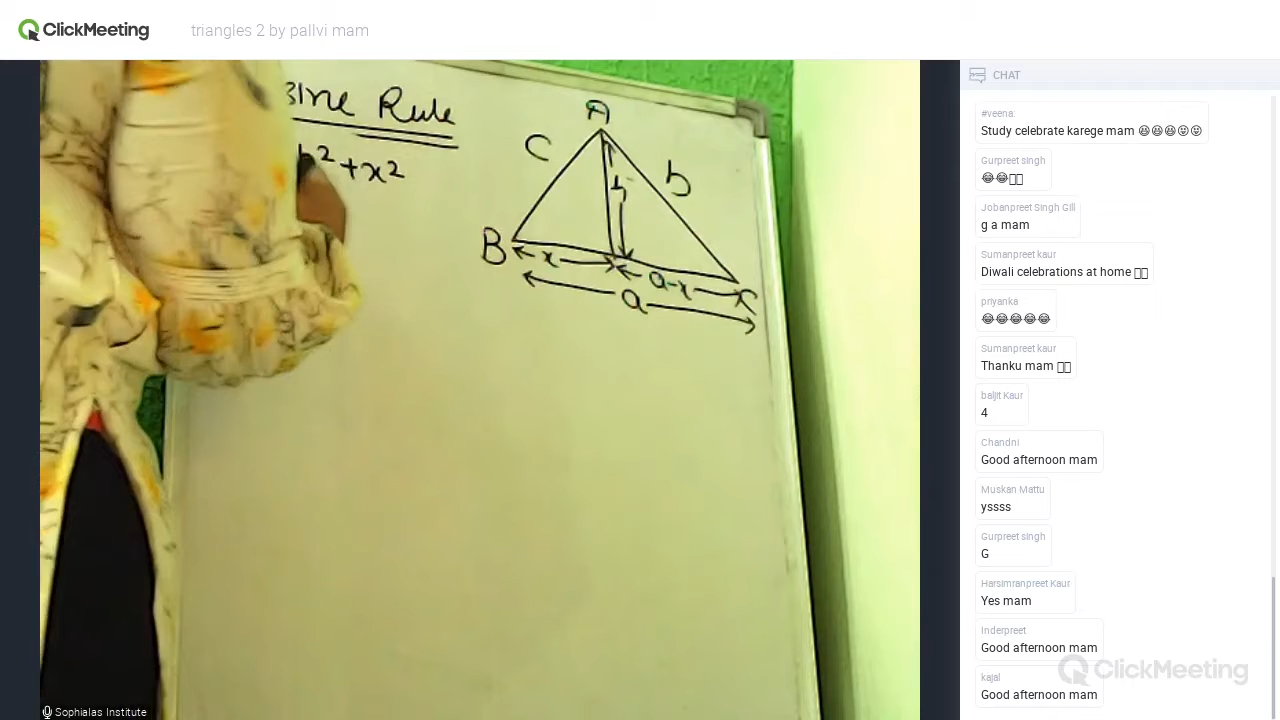 ClickMeeting
triangles 2 by pallvi mam
sine Rule
h²+x²
A
C
b
h
B
x
a-x
C
a
Sophialas Institute
CHAT
#veena:
Study celebrate karege mam 😆😆😆😜😜
Gurpreet singh
😂😂
Jobanpreet Singh Gill
g a mam
Sumanpreet kaur
Diwali celebrations at home
priyanka
😂😂😂😂😂
Sumanpreet kaur
Thanku mam
baljit Kaur
4
Chandni
Good afternoon mam
Muskan Mattu
yssss
Gurpreet singh
G
Harsimranpreet Kaur
Yes mam
Inderpreet
Good afternoon mam
kajal
Good afternoon mam
ClickMeeting